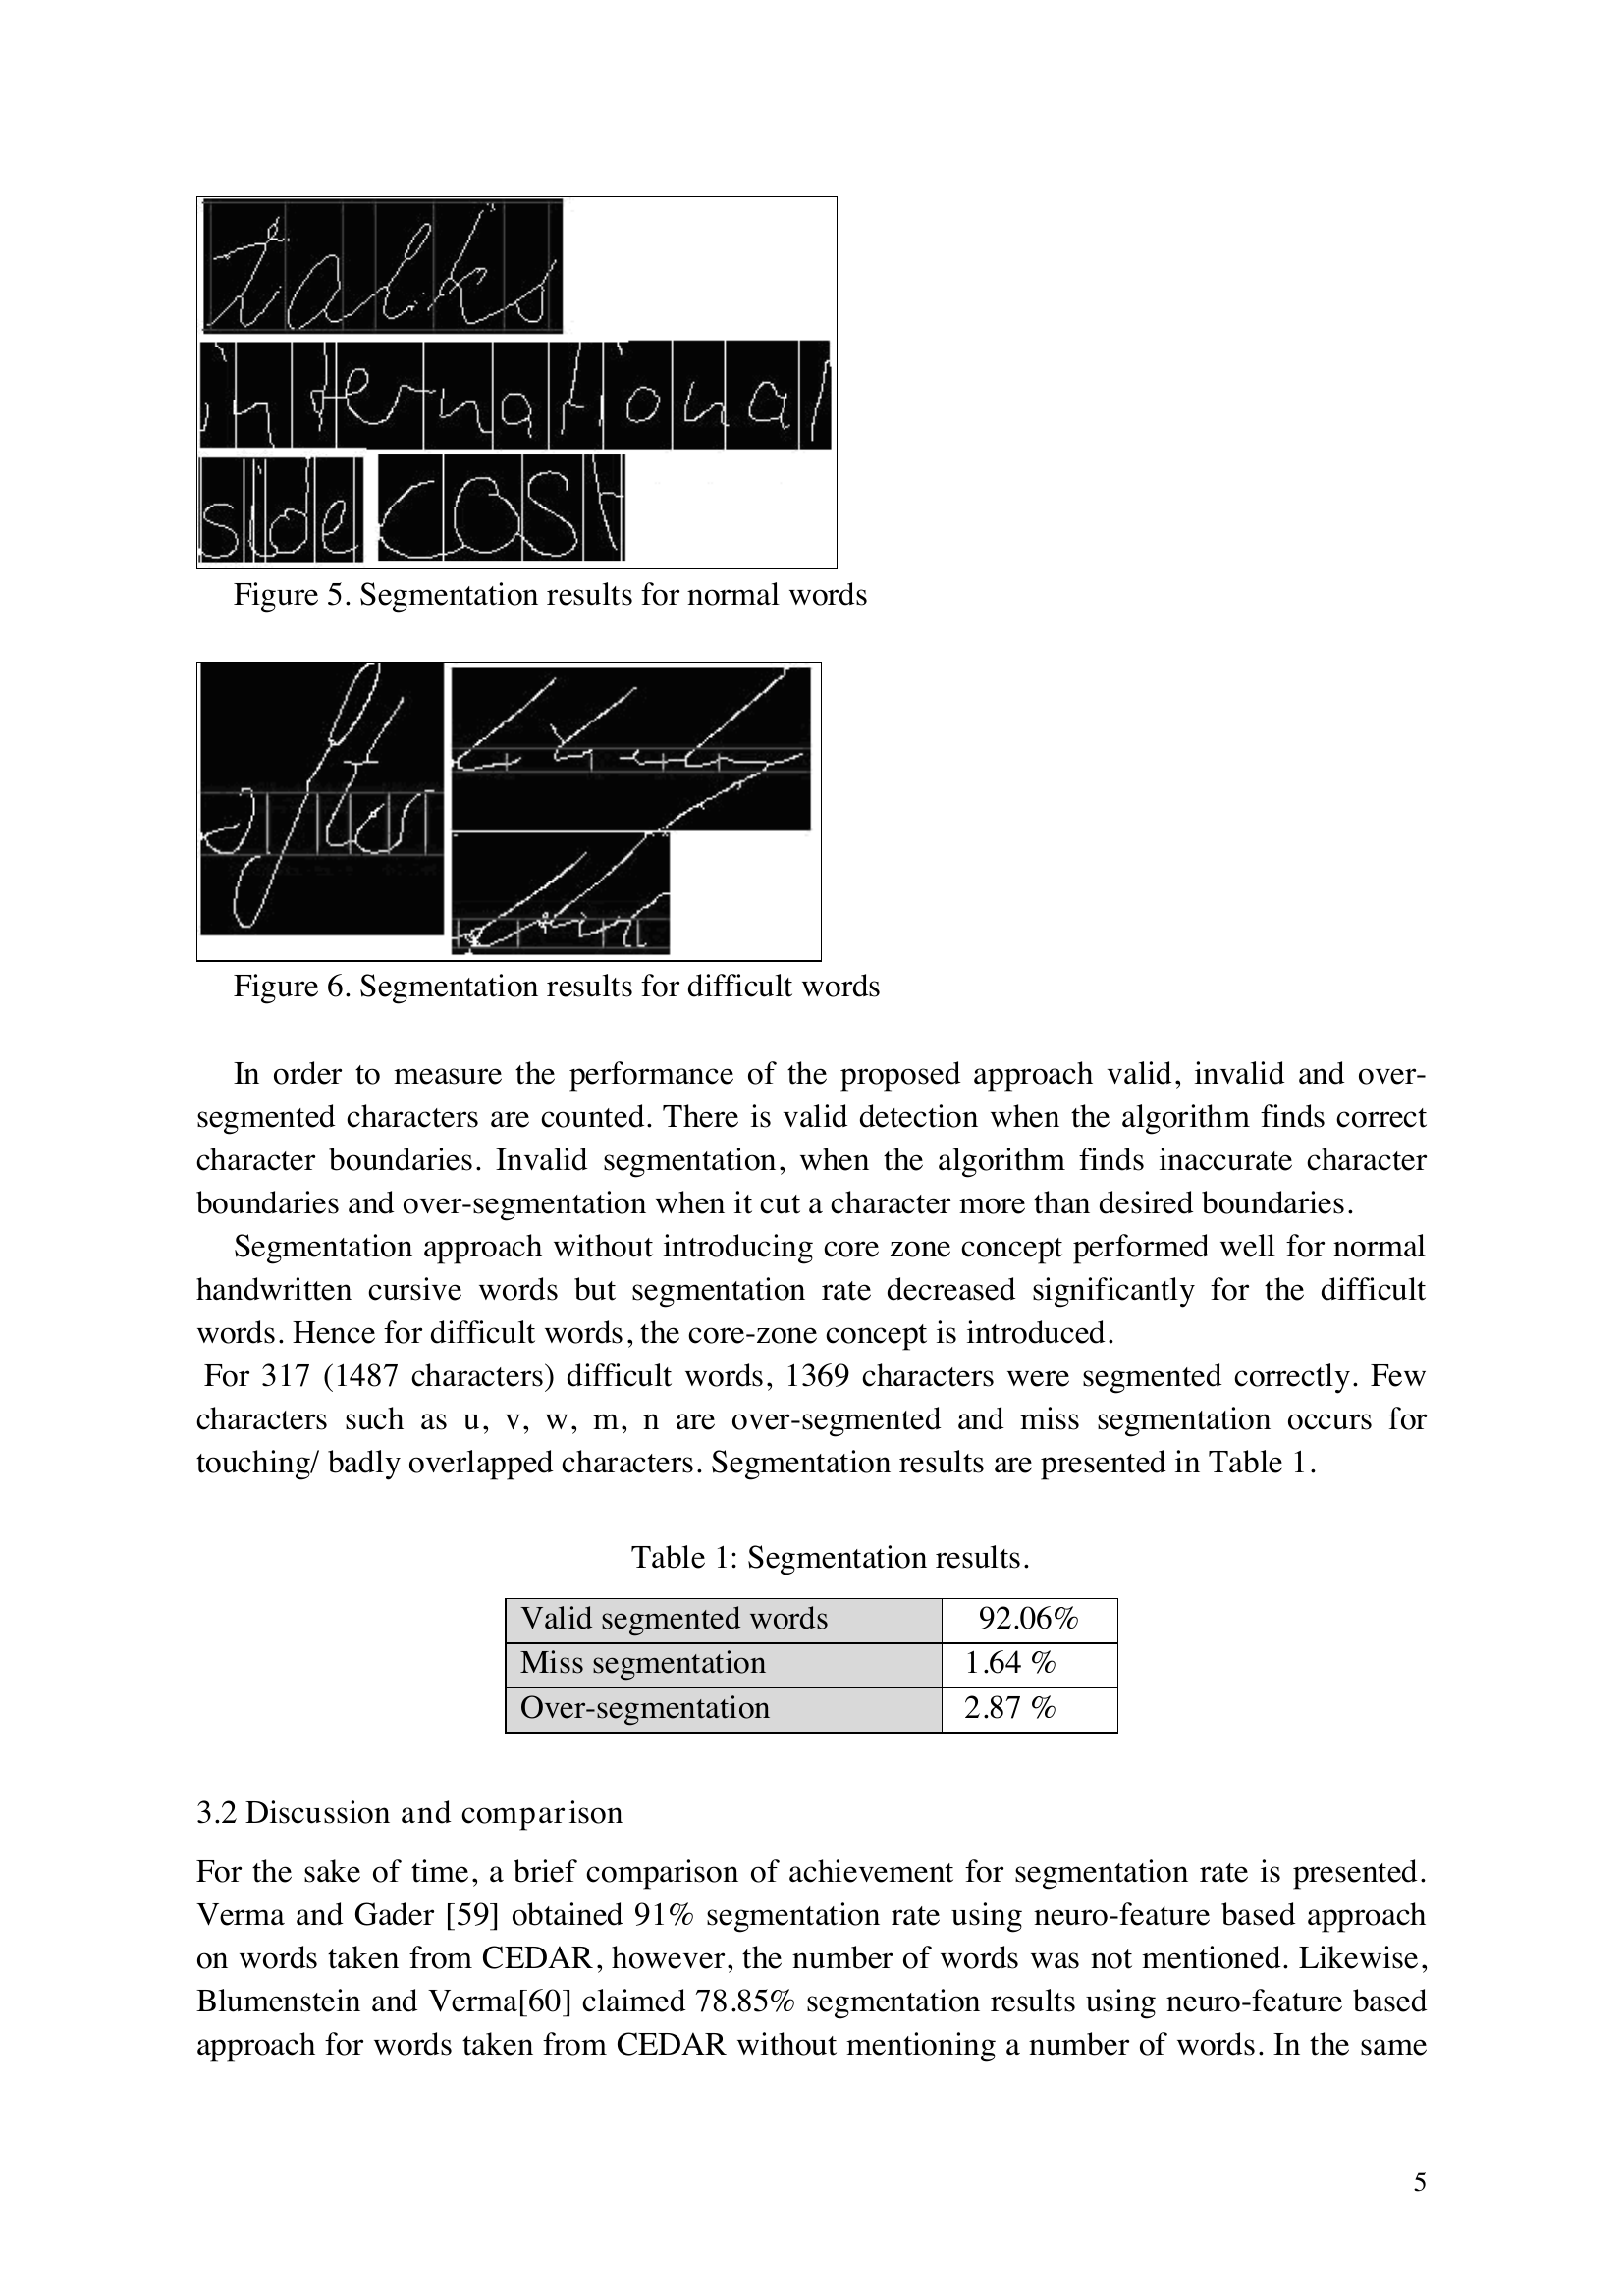 talks
international
side cost
Figure 5. Segmentation results for normal words
after
Figure 6. Segmentation results for difficult words
In order to measure the performance of the proposed approach valid, invalid and over-
segmented characters are counted. There is valid detection when the algorithm finds correct
character boundaries. Invalid segmentation, when the algorithm finds inaccurate character
boundaries and over-segmentation when it cut a character more than desired boundaries.
Segmentation approach without introducing core zone concept performed well for normal
handwritten cursive words but segmentation rate decreased significantly for the difficult
words. Hence for difficult words, the core-zone concept is introduced.
For 317 (1487 characters) difficult words, 1369 characters were segmented correctly. Few
characters such as u, v, w, m, n are over-segmented and miss segmentation occurs for
touching/ badly overlapped characters. Segmentation results are presented in Table 1.
Table 1: Segmentation results.
Valid segmented words 92.06%
Miss segmentation 1.64 %
Over-segmentation 2.87 %
3.2 Discussion and comparison
For the sake of time, a brief comparison of achievement for segmentation rate is presented.
Verma and Gader [59] obtained 91% segmentation rate using neuro-feature based approach
on words taken from CEDAR, however, the number of words was not mentioned. Likewise,
Blumenstein and Verma[60] claimed 78.85% segmentation results using neuro-feature based
approach for words taken from CEDAR without mentioning a number of words. In the same
5